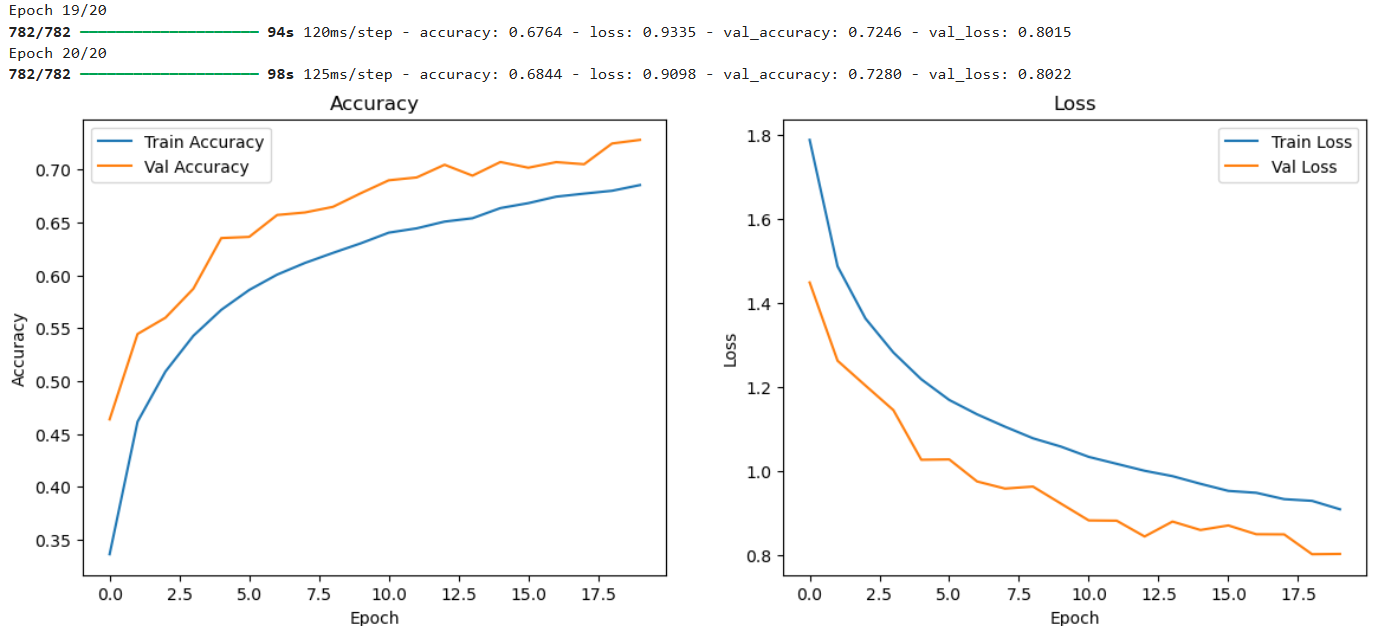 Epoch 19/20
782/782 ━━━━━━━━━━━━━━━━━━━━ 94s 120ms/step - accuracy: 0.6764 - loss: 0.9335 - val_accuracy: 0.7246 - val_loss: 0.8015
Epoch 20/20
782/782 ━━━━━━━━━━━━━━━━━━━━ 98s 125ms/step - accuracy: 0.6844 - loss: 0.9098 - val_accuracy: 0.7280 - val_loss: 0.8022
Accuracy
Train Accuracy
Val Accuracy
0.70
0.65
0.60
0.55
0.50
0.45
0.40
0.35
Accuracy
0.0 2.5 5.0 7.5 10.0 12.5 15.0 17.5
Epoch
Loss
Train Loss
Val Loss
1.8
1.6
1.4
1.2
1.0
0.8
Loss
0.0 2.5 5.0 7.5 10.0 12.5 15.0 17.5
Epoch